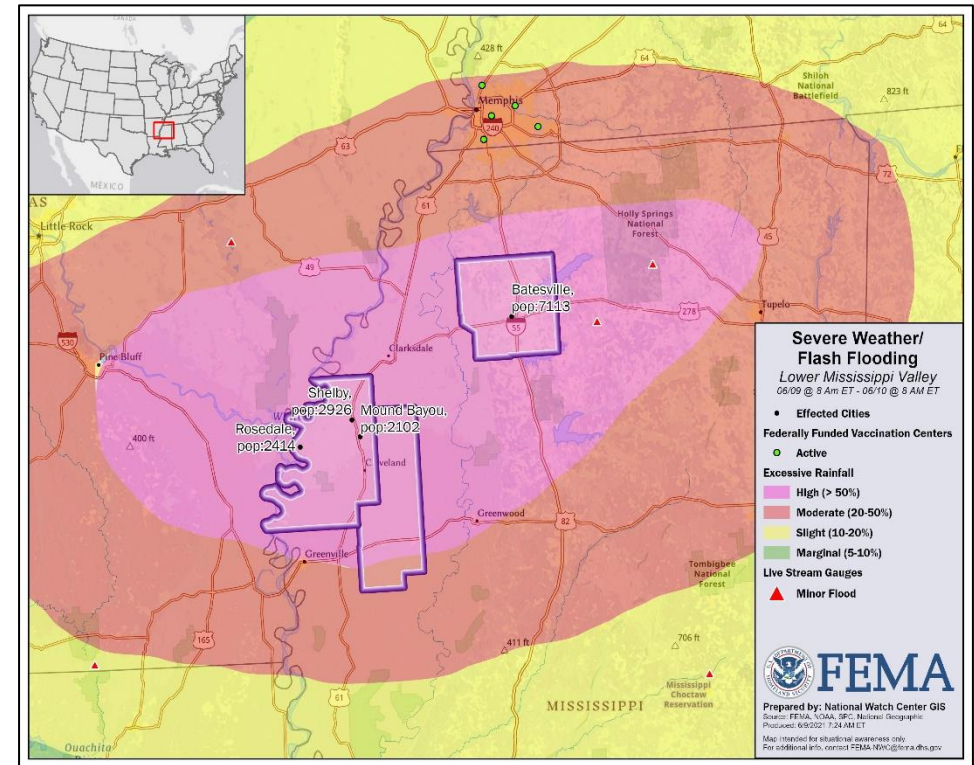 CANADA
MÉXICO
AS
Little Rock
428 ft
64
64
Shiloh
National
Battlefield
823 ft
Memphis
240
63
72
61
Holly Springs
National
Forest
45
49
Batesville,
pop:7113
278
Tupelo
55
530
Pine Bluff
Clarksdale
Shelby,
pop:2926
Mound Bayou,
pop:2102
Rosedale,
pop:2414
400 ft
Cleveland
Greenwood
82
Greenville
Tombigbee
National
Forest
165
411 ft
706 ft
61
Mississippi
Choctaw
Reservation
MISSISSIPPI
Ouachita
Severe Weather/
Flash Flooding
Lower Mississippi Valley
06/09 @ 8 Am ET - 06/10 @ 8 AM ET
Effected Cities
Federally Funded Vaccination Centers
Active
Excessive Rainfall
High (> 50%)
Moderate (20-50%)
Slight (10-20%)
Marginal (5-10%)
Live Stream Gauges
Minor Flood
FEMA
Prepared by: National Watch Center GIS
Source: FEMA, NOAA, SPC, National Geographic
Produced: 6/9/2021 7:24 AM ET
Map intended for situational awareness only.
For additional info, contact FEMA-NWC@fema.dhs.gov